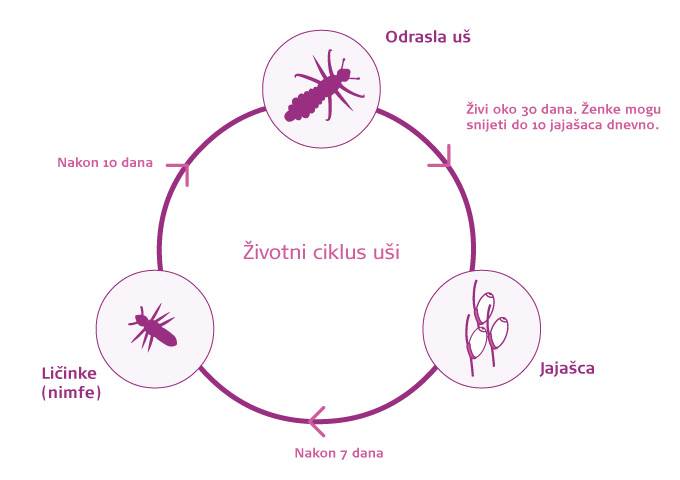 Odrasla uš
Živi oko 30 dana. Ženke mogu
snijeti do 10 jajašaca dnevno.
Nakon 10 dana
Životni ciklus uši
Jajašca
Ličinke
(nimfe)
Nakon 7 dana